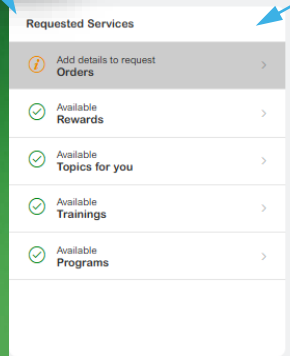 Requested Services
Add details to request
Orders
Available
Rewards
Available
Topics for you
Available
Trainings
Available
Programs